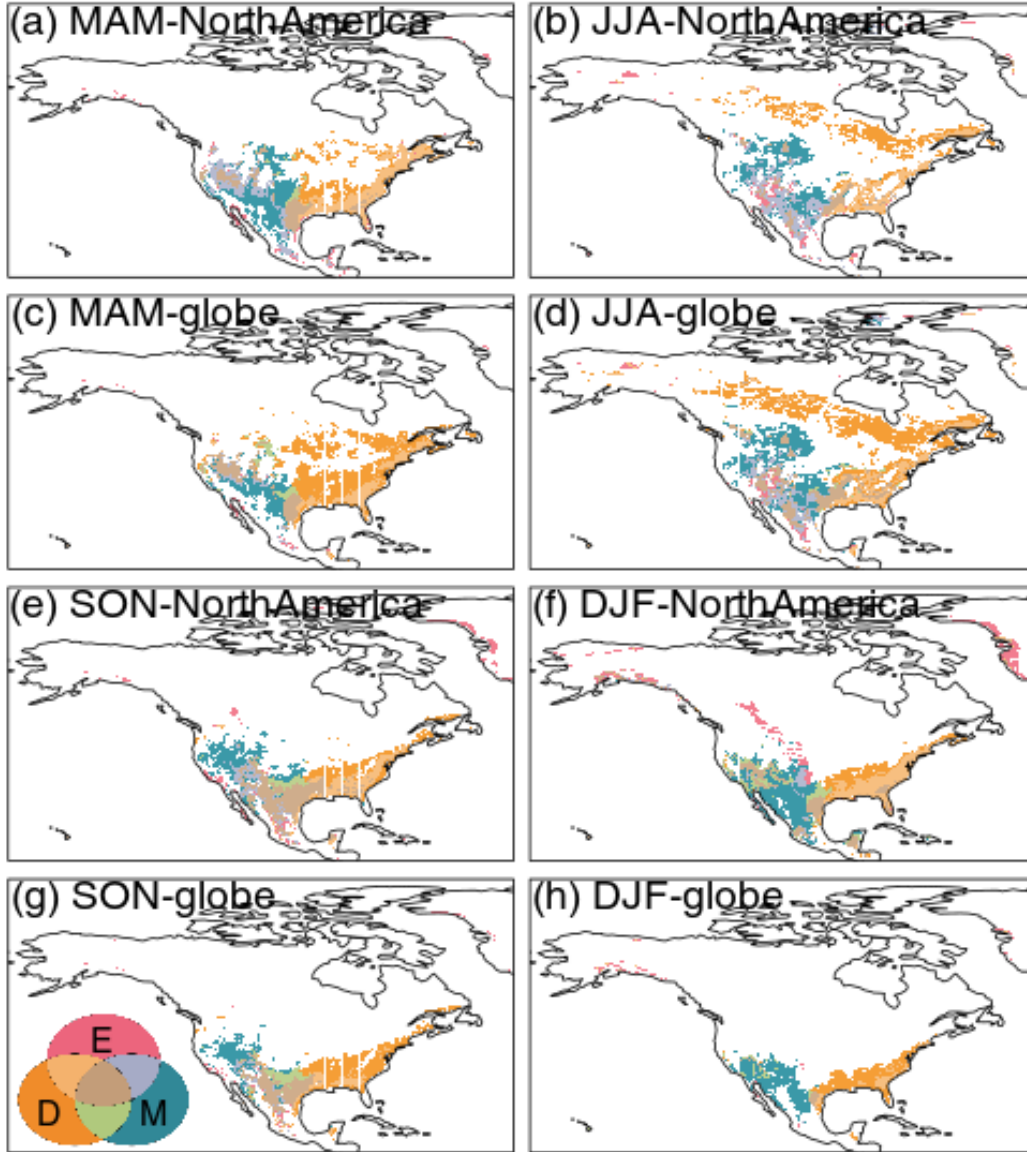 (a) MAM-NorthAmerica
(b) JJA-NorthAmerica
(c) MAM-globe
(d) JJA-globe
(e) SON-NorthAmerica
(f) DJF-NorthAmerica
(g) SON-globe
(h) DJF-globe
E
D
M